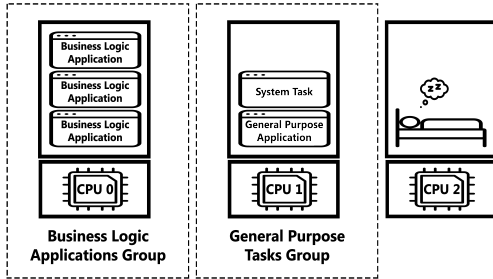 Business Logic
Application
Business Logic
Application
Business Logic
Application
CPU 0
Business Logic
Applications Group
System Task
General Purpose
Application
CPU 1
General Purpose
Tasks Group
z z
CPU 2